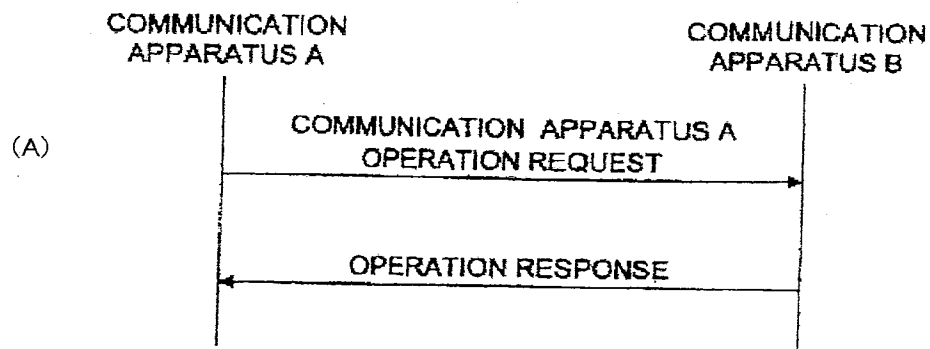 COMMUNICATION
APPARATUS A
COMMUNICATION
APPARATUS B
(A)
COMMUNICATION APPARATUS A
OPERATION REQUEST
OPERATION RESPONSE